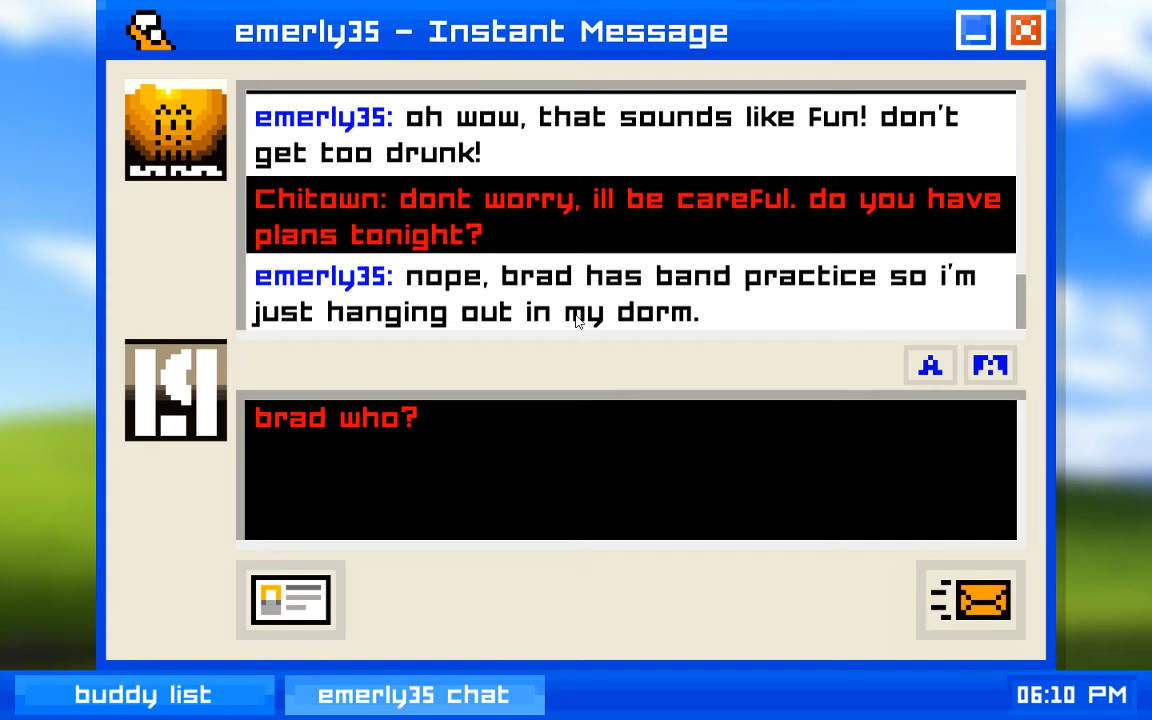 emerly35 - Instant Message
emerly35: oh wow, that sounds like fun! don't
get too drunk!
Chitown: dont worry, ill be careful. do you have
plans tonight?
emerly35: nope, brad has band practice so i'm
just hanging out in my dorm.
A
brad who?
buddy list
emerly35 chat
06:10 PM